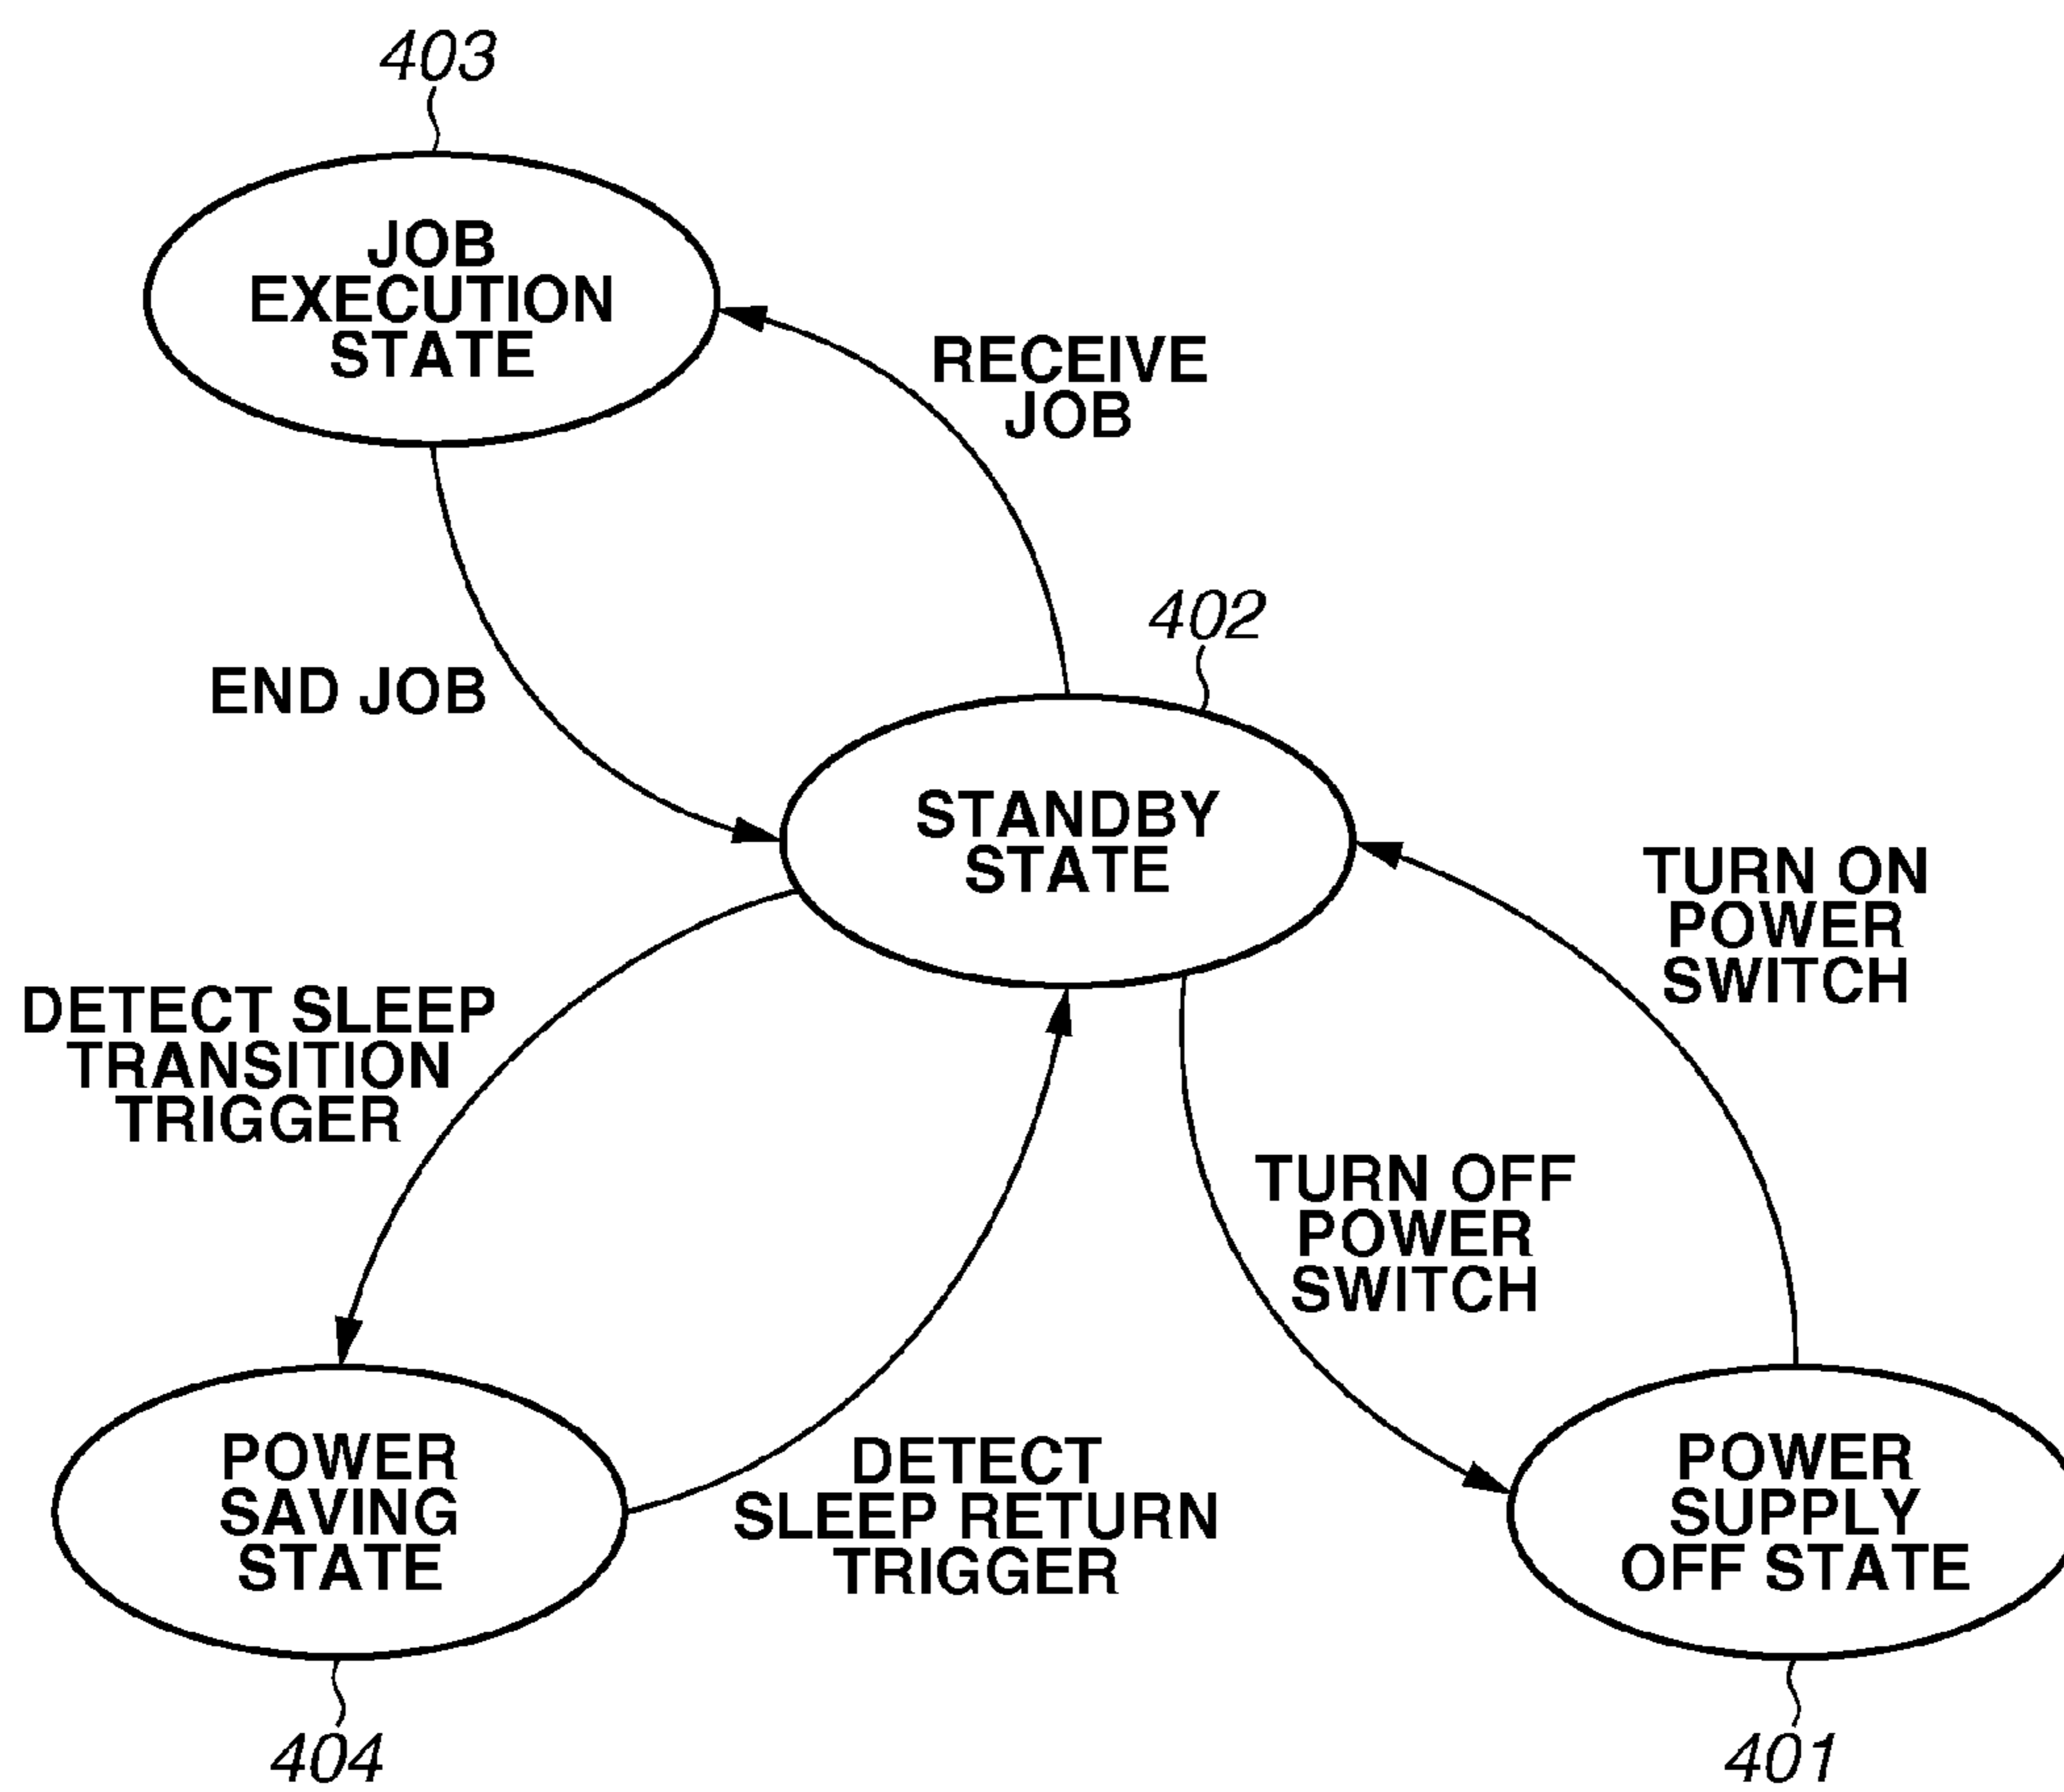 403
JOB
EXECUTION
STATE
RECEIVE
JOB
END JOB
402
STANDBY
STATE
TURN ON
POWER
SWITCH
DETECT SLEEP
TRANSITION
TRIGGER
TURN OFF
POWER
SWITCH
POWER
SAVING
STATE
DETECT
SLEEP RETURN
TRIGGER
POWER
SUPPLY
OFF STATE
404
401